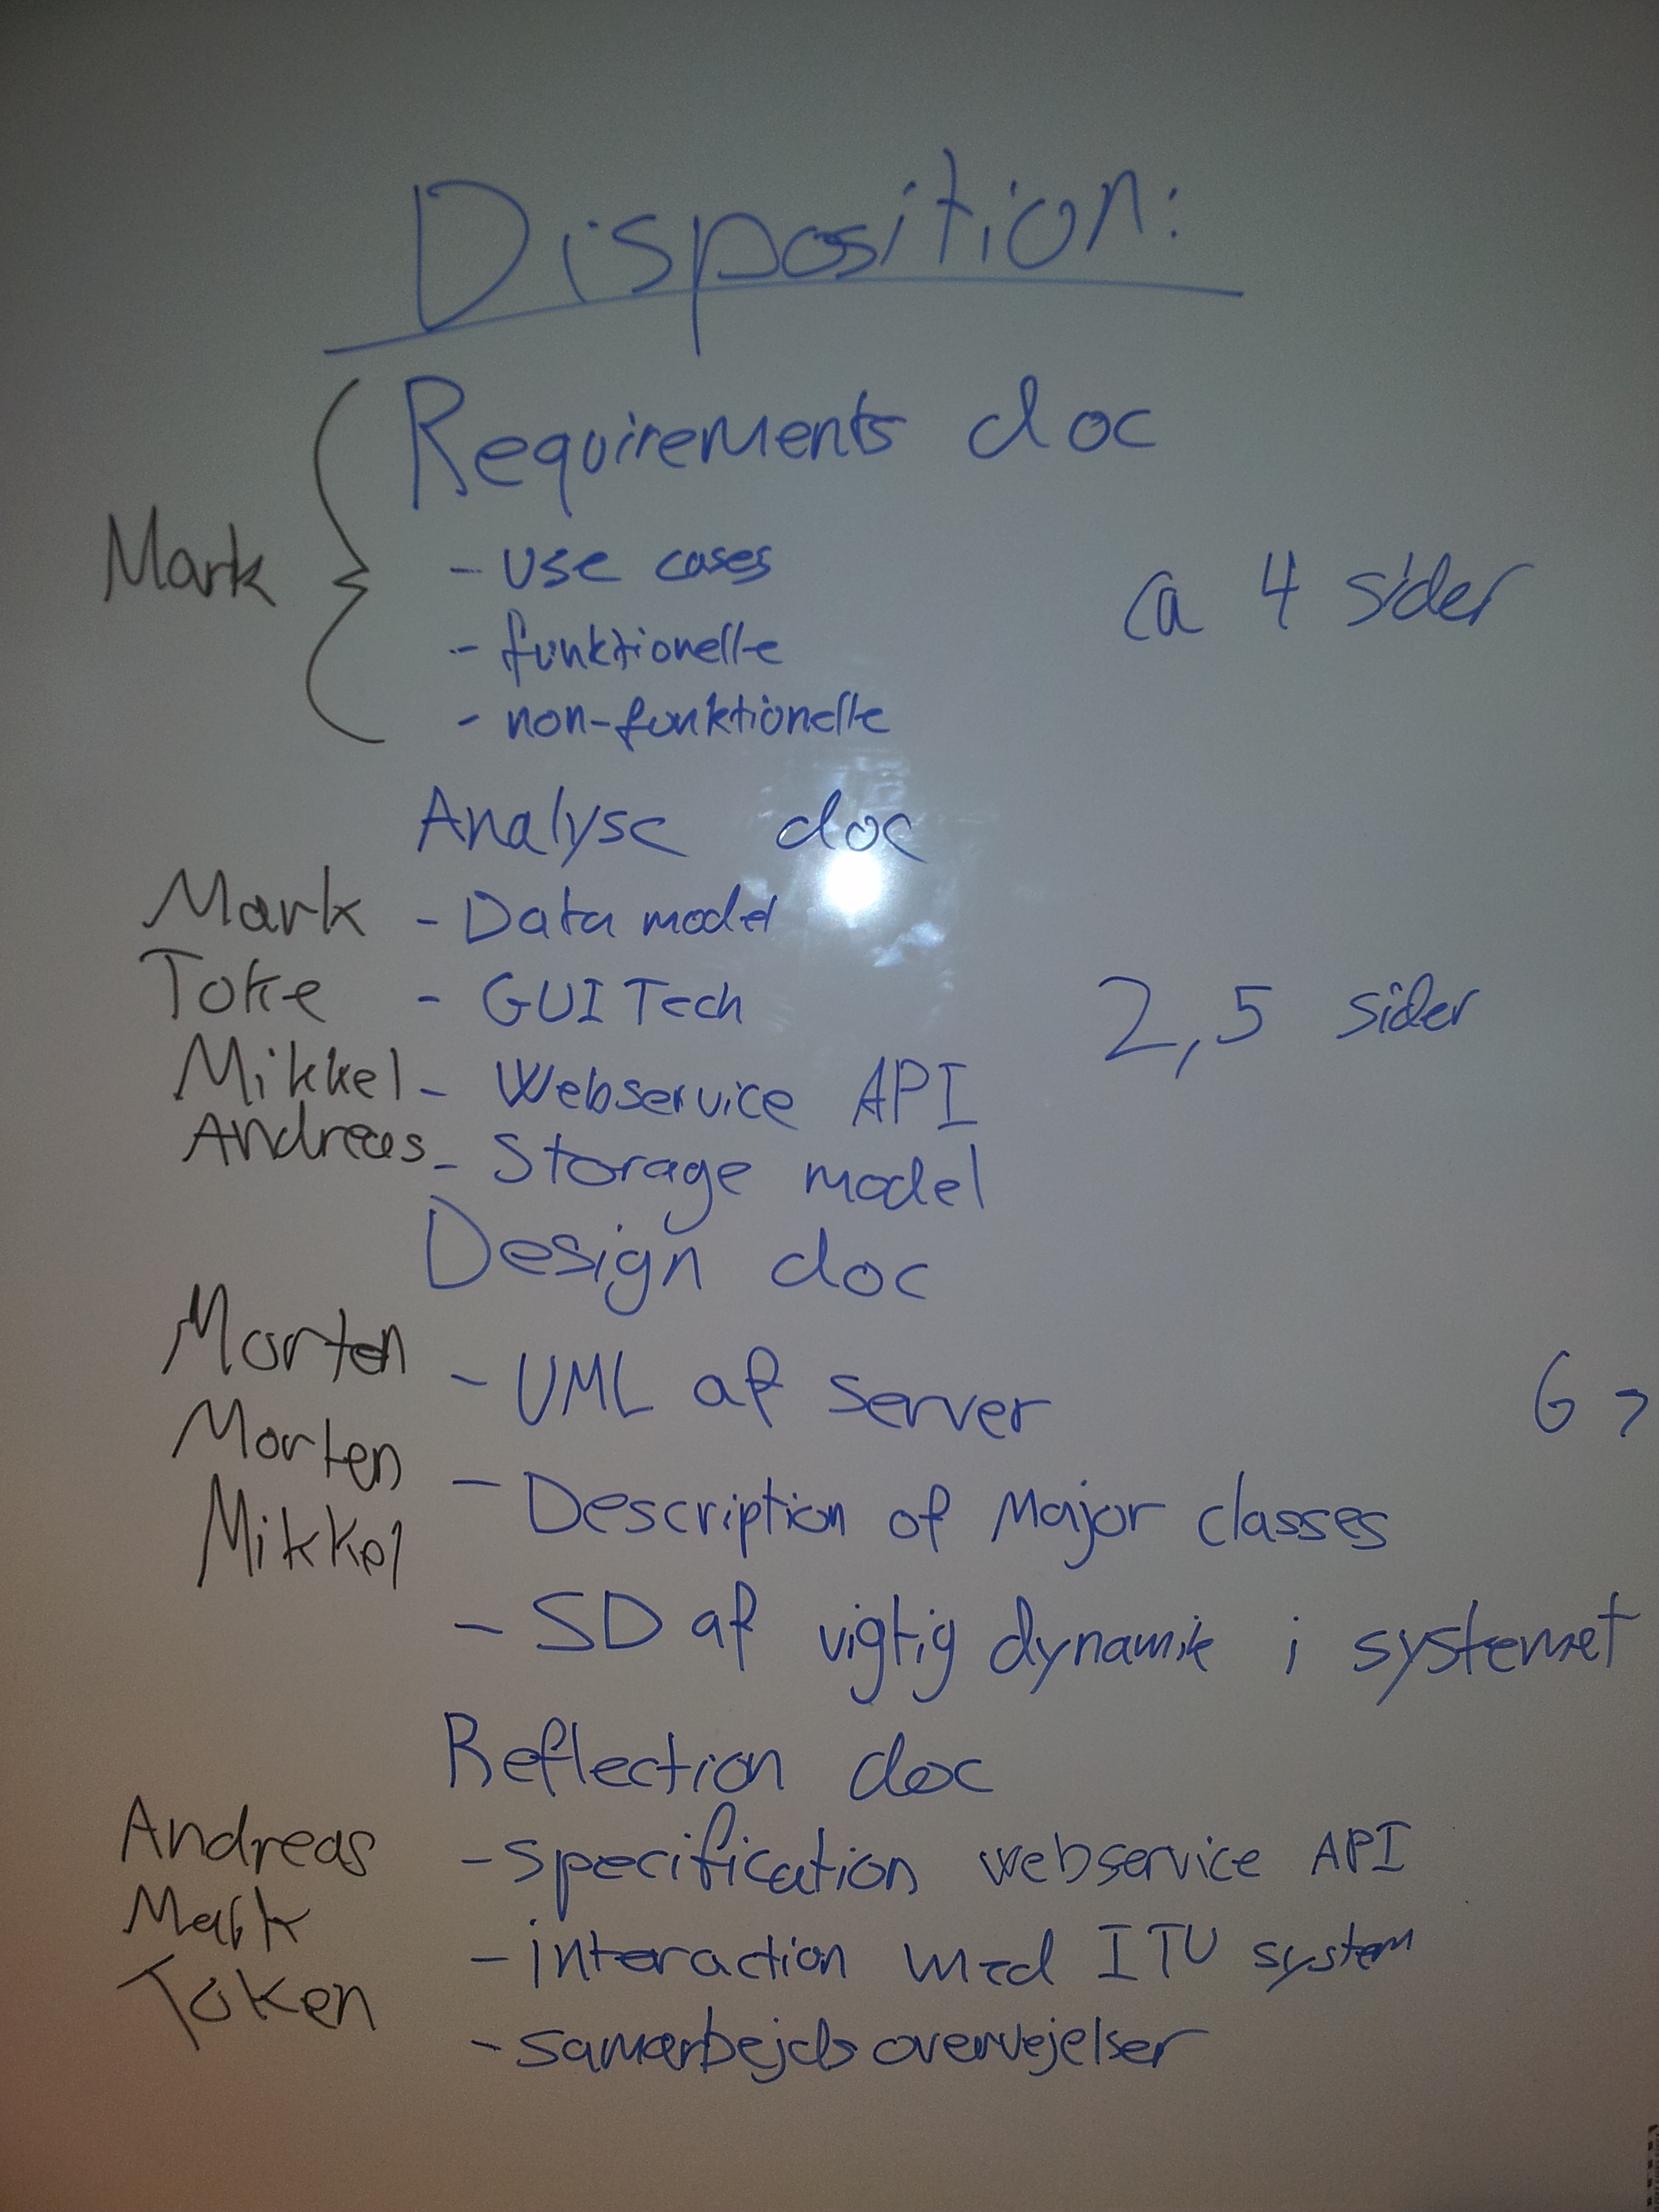 Disposition:
Requirements doc
Mark
- use cases
ca 4 sider
- funktionelle
- non-funktionelle
Analyse doc
Mark - Data model
Toke - GUI Tech
2,5 sider
Mikkel - Webservice API
Andreas - Storage model
Design doc
Morten - UML af server
6
Morten - Description of Major classes
Mikkel - SD af vigtig dynamik i systemet
Reflection doc
Andreas - specification webservice API
Mark - interaction med ITU system
Token - samarbejds overvejelser